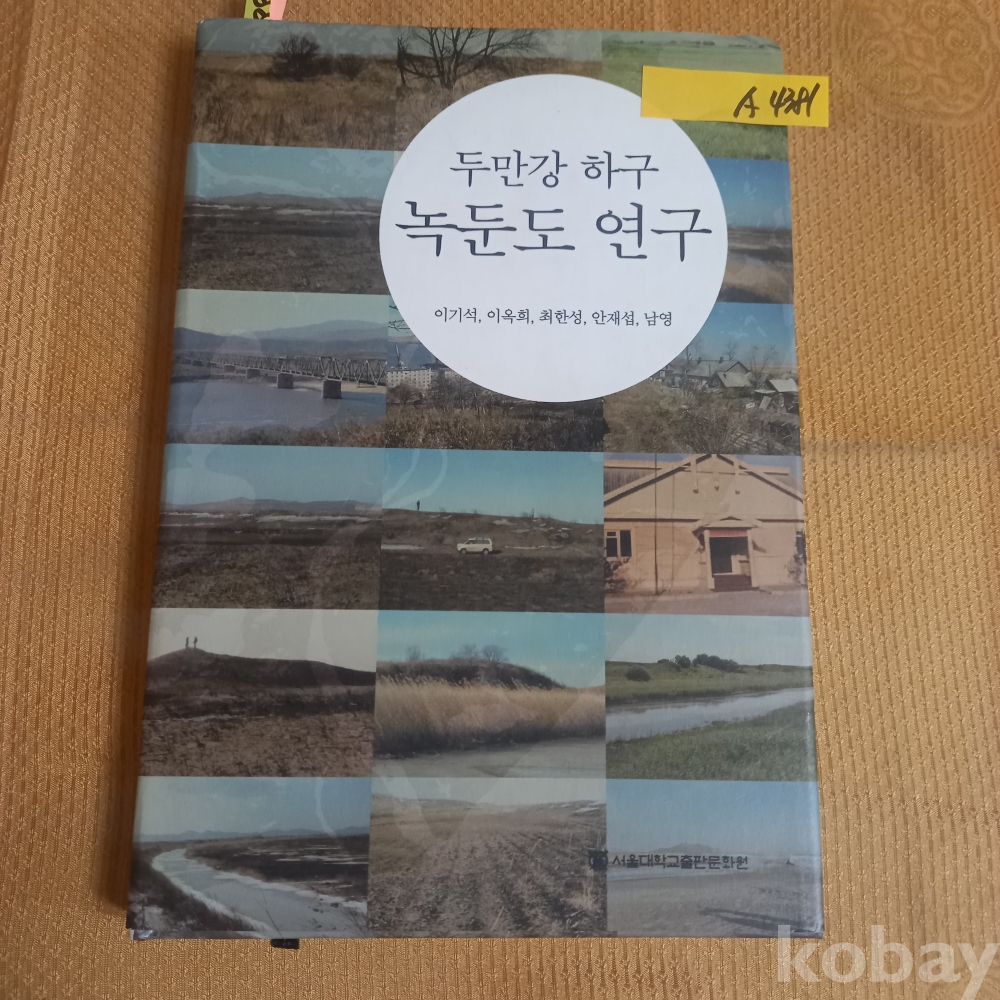 A 4381
두만강 하구
녹둔도 연구
이기석, 이옥희, 최한성, 안재섭, 남영
서울대학교출판문화원
kobay